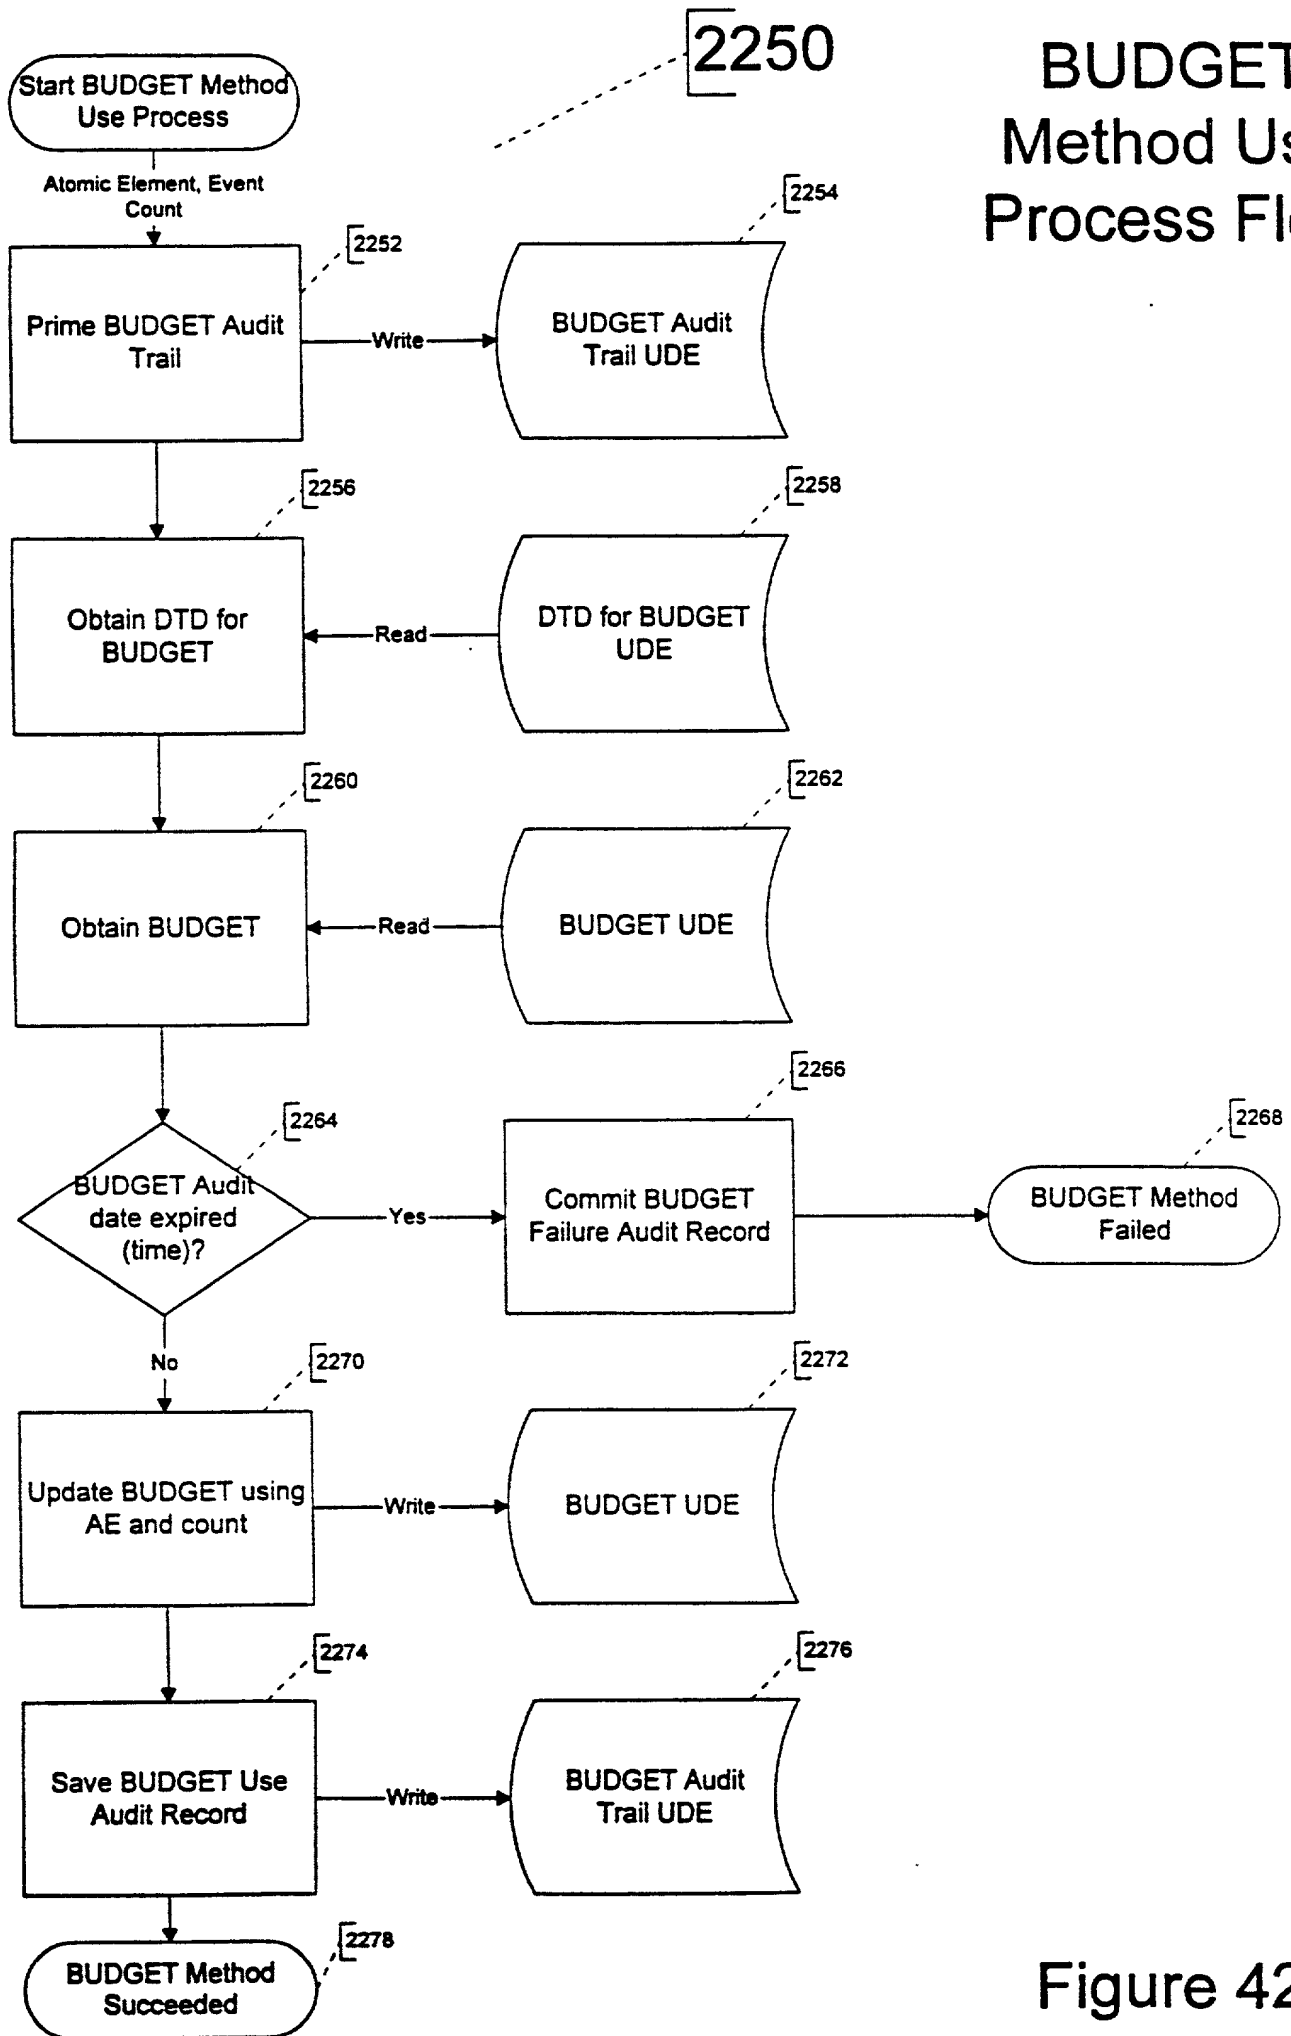 2250
BUDGET
Method Us
Process Flo
Start BUDGET Method
Use Process
Atomic Element, Event
Count
2252
2254
Prime BUDGET Audit
Trail
Write
BUDGET Audit
Trail UDE
2256
2258
Obtain DTD for
BUDGET
Read
DTD for BUDGET
UDE
2260
2262
Obtain BUDGET
Read
BUDGET UDE
2264
2266
2268
BUDGET Audit
date expired
(time)?
Yes
Commit BUDGET
Failure Audit Record
BUDGET Method
Failed
No
2270
2272
Update BUDGET using
AE and count
Write
BUDGET UDE
2274
2276
Save BUDGET Use
Audit Record
Write
BUDGET Audit
Trail UDE
2278
BUDGET Method
Succeeded
Figure 42